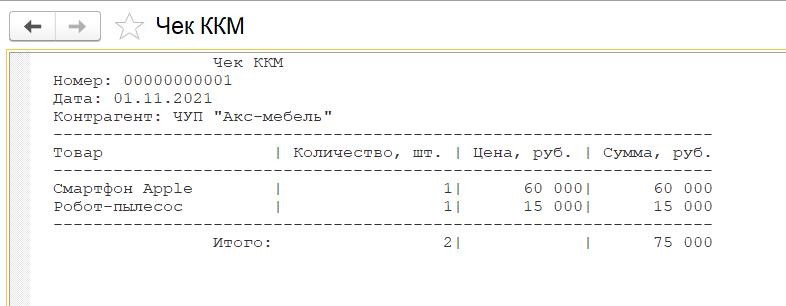 Чек ККМ
Чек ККМ
Номер: 00000000001
Дата: 01.11.2021
Контрагент: ЧУП "Акс-мебель"
------------------------------------------------------------------
Товар | Количество, шт. | Цена, руб. | Сумма, руб.
------------------------------------------------------------------
Смартфон Apple | 1| 60 000| 60 000
Робот-пылесос | 1| 15 000| 15 000
------------------------------------------------------------------
Итого: 2| | 75 000